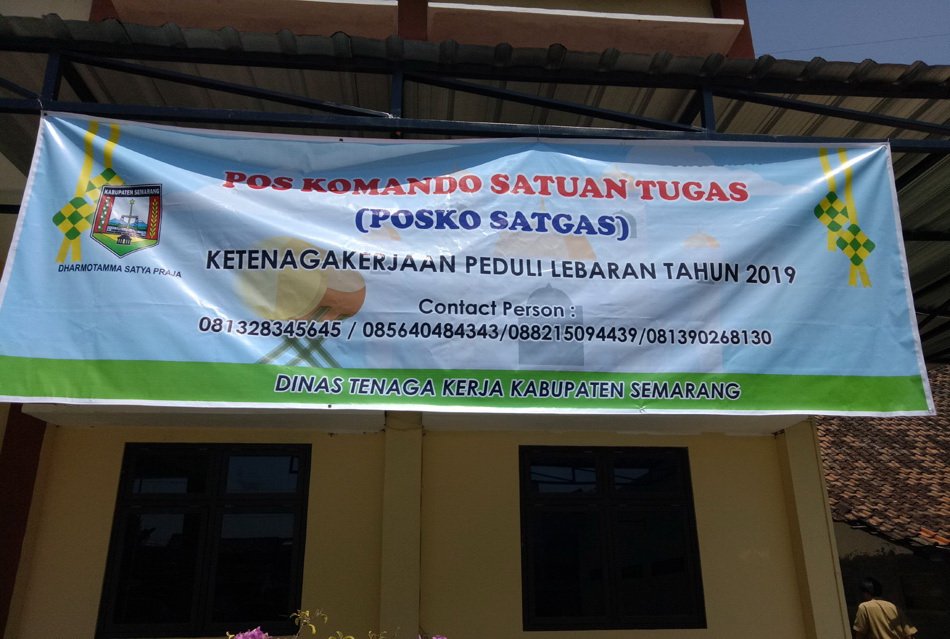 KABUPATEN SEMARANG
DHARMOTAMMA SATYA PRAJA
POS KOMANDO SATUAN TUGAS
(POSKO SATGAS)
KETENAGAKERJAAN PEDULI LEBARAN TAHUN 2019
Contact Person :
081328345645 / 085640484343/088215094439/081390268130
DINAS TENAGA KERJA KABUPATEN SEMARANG